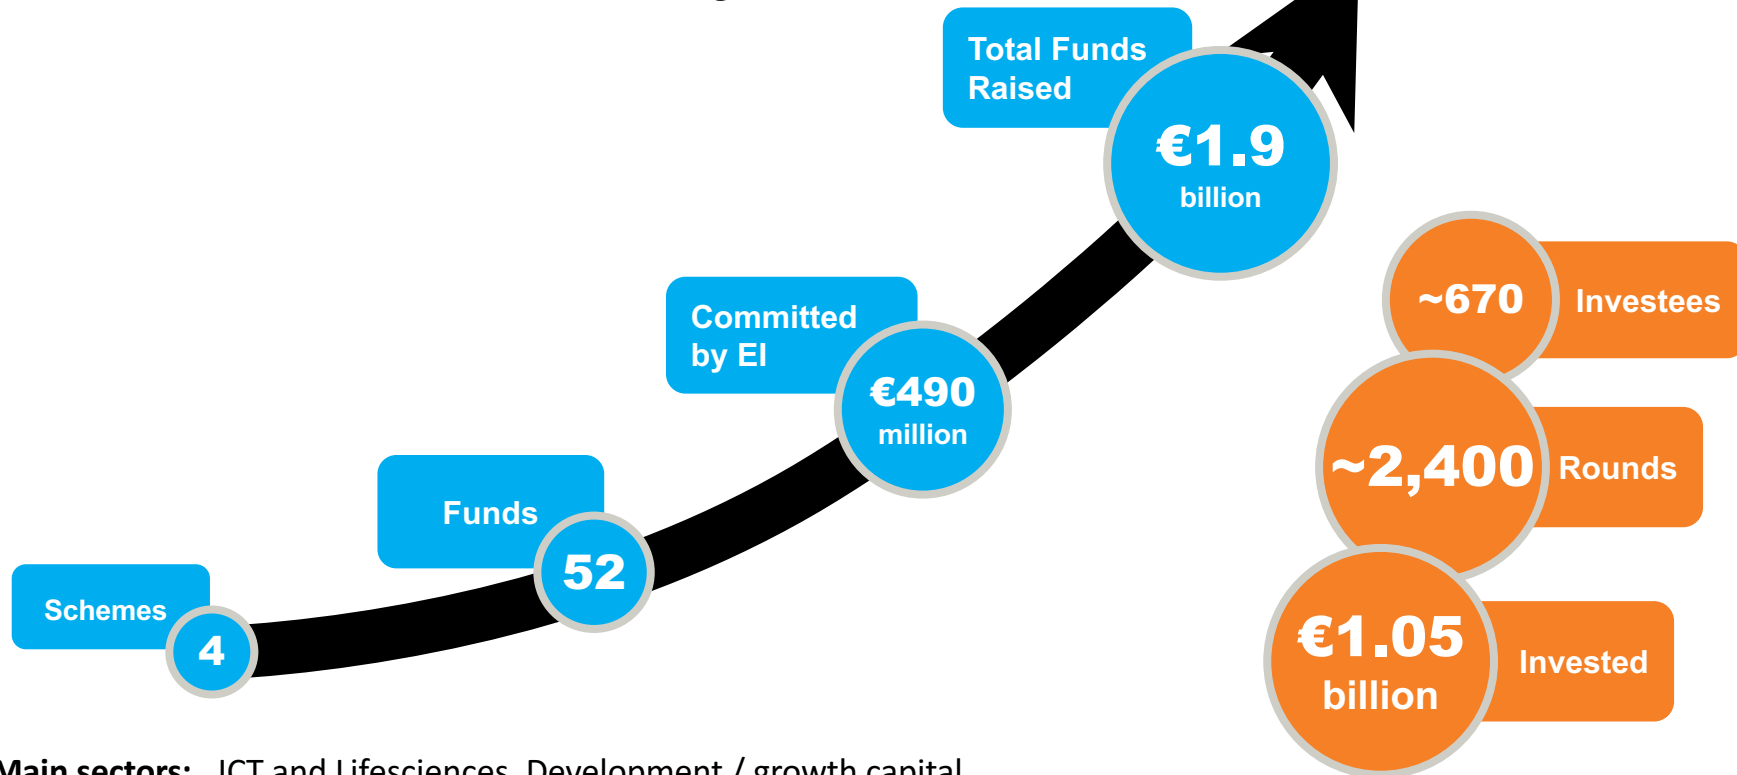 Total Funds
Raised
€1.9
billion
~670
Investees
Committed
by EI
€490
million
~2,400
Rounds
Funds
52
Schemes
4
€1.05
billion
Invested
Main sectors: ICT and Lifesciences, Development / growth capital